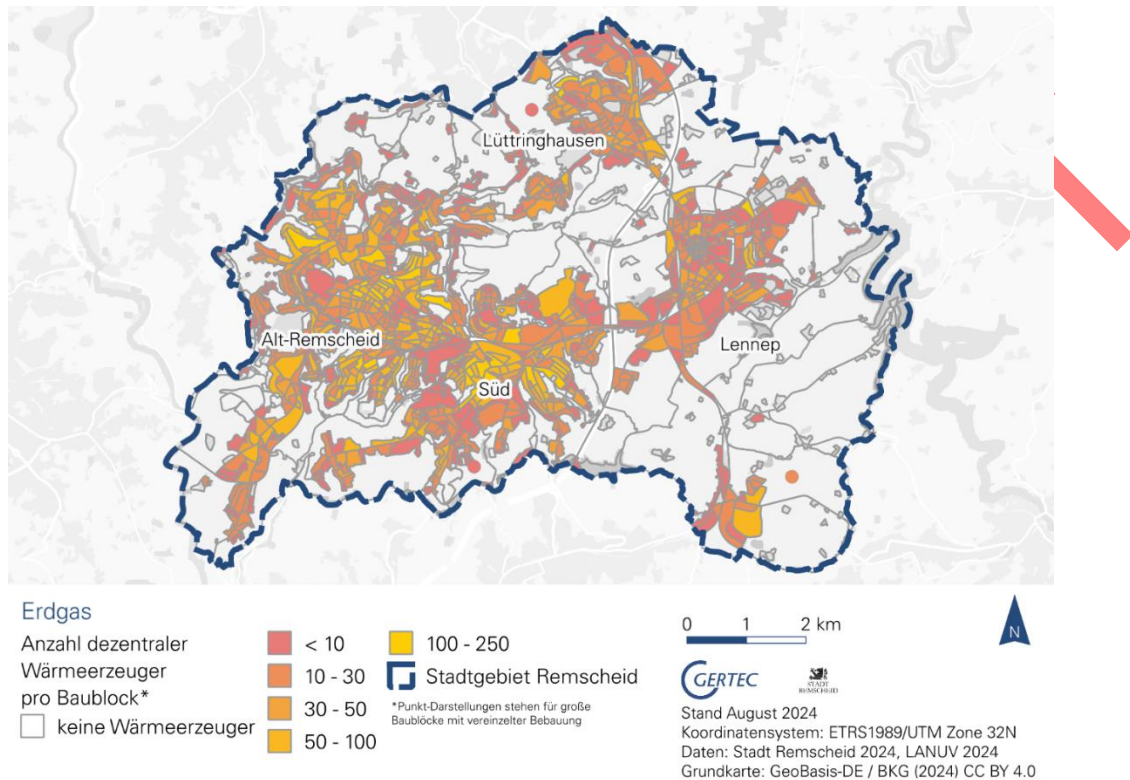 Lüttringhausen
Alt-Remscheid
Lennep
Süd
Erdgas
Anzahl dezentraler
Wärmeerzeuger
pro Baublock*
keine Wärmeerzeuger
< 10
10 - 30
30 - 50
50 - 100
100 - 250
Stadtgebiet Remscheid
*Punkt-Darstellungen stehen für große
Baublöcke mit vereinzelter Bebauung
0 1 2 km
N
GERTEC
STADT
REMSCHEID
Stand August 2024
Koordinatensystem: ETRS1989/UTM Zone 32N
Daten: Stadt Remscheid 2024, LANUV 2024
Grundkarte: GeoBasis-DE / BKG (2024) CC BY 4.0